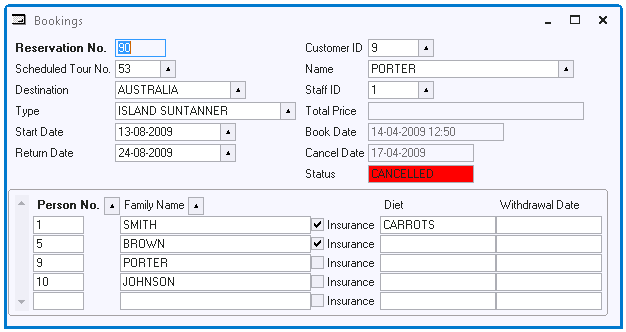 Bookings
Reservation No. 90 Customer ID 9
Scheduled Tour No. 53 Name PORTER
Destination AUSTRALIA Staff ID 1
Type ISLAND SUNTANNER Total Price
Start Date 13-08-2009 Book Date 14-04-2009 12:50
Return Date 24-08-2009 Cancel Date 17-04-2009
Status CANCELLED
Person No. Family Name Diet Withdrawal Date
1 SMITH Insurance CARROTS
5 BROWN Insurance
9 PORTER Insurance
10 JOHNSON Insurance
Insurance